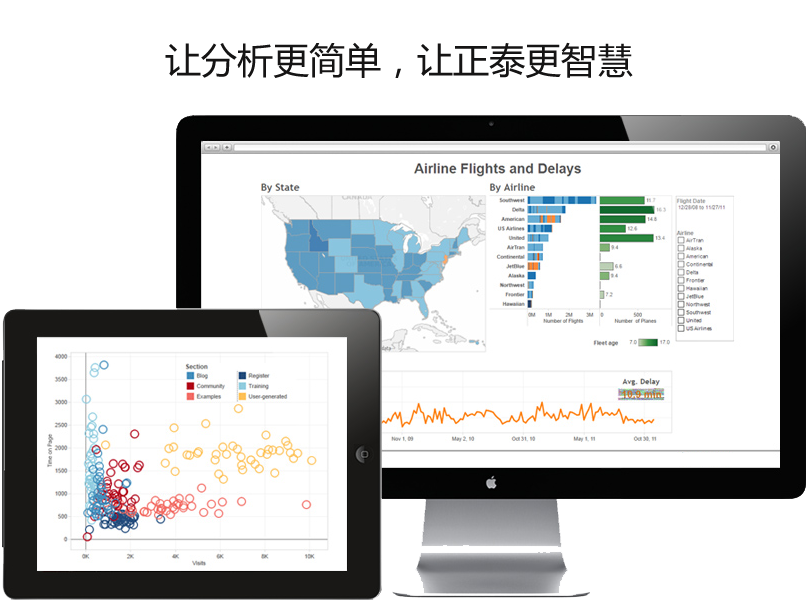 让分析更简单，让正泰更智慧
Airline Flights and Delays
By State
By Airline
CANADA
Southwest
Delta
American
US Airlines
United
AirTran
Continental
JetBlue
Alaska
Northwest
Frontier
Hawaiian
11.7
16.3
14.8
12.6
13.4
9.4
6.6
9.4
7.2
0M 1M 2M 3M
Number of Flights
0 500
Number of Planes
Fleet age 7.0 17.0
Flight Date
12/28/08 to 11/27/11
Airline
AirTran
Alaska
American
Continental
Delta
Frontier
Hawaiian
JetBlue
Northwest
Southwest
United
US Airlines
Avg. Delay
Nov 1, 09 May 2, 10 Oct 31, 10 May 1, 11 Oct 30, 11
Section
Blog
Community
Examples
Register
Training
User-generated
Time on Page
4000
3500
3000
2500
2000
1500
1000
500
0
0K 2K 4K 6K 8K 10K
Visits